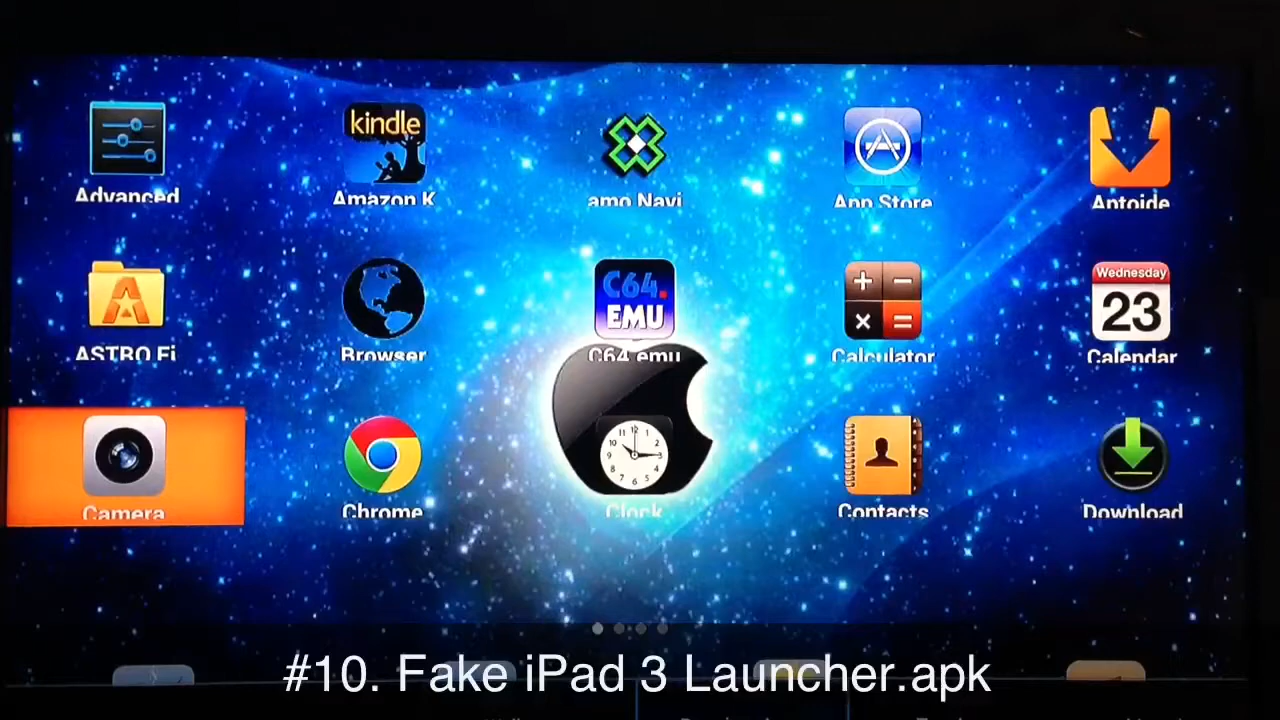 Advanced
kindle
Amazon K
amo Navi
App Store
Aptoide
ASTRO Fi
Browser
C64.
EMU
C64.emu
Calculator
Wednesday
23
Calendar
Camera
Chrome
Clock
Contacts
Download
#10. Fake iPad 3 Launcher.apk